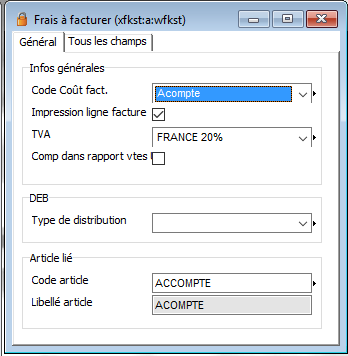 Frais à facturer (xfkst:a:wfkst)
Général Tous les champs
Infos générales
Code Coût fact. Acompte
Impression ligne facture
TVA FRANCE 20%
Comp dans rapport vtes
DEB
Type de distribution
Article lié
Code article ACCOMPTE
Libellé article ACOMPTE